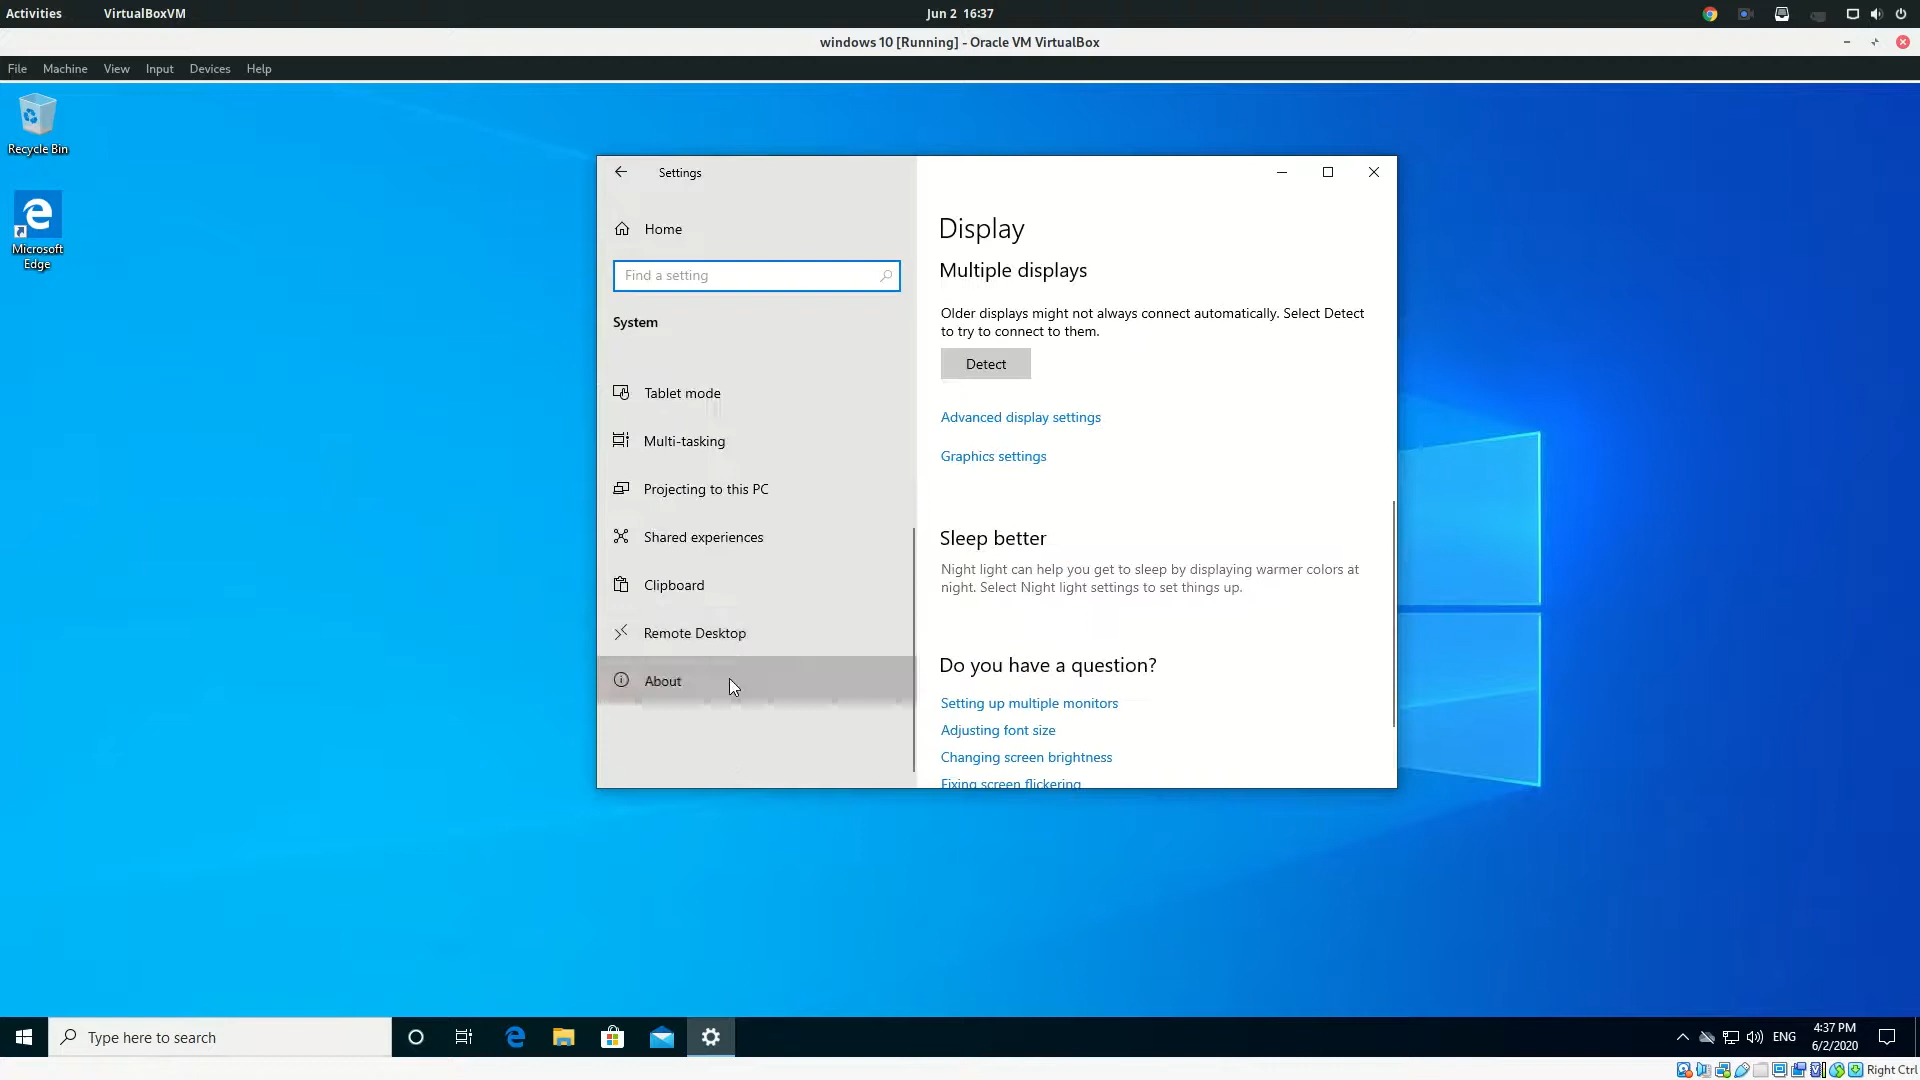 Activities
VirtualBoxVM
Jun 2 16:37
windows 10 [Running] - Oracle VM VirtualBox
File Machine View Input Devices Help
Recycle Bin
Microsoft
Edge
Settings
Home
Find a setting
System
Tablet mode
Multi-tasking
Projecting to this PC
Shared experiences
Clipboard
Remote Desktop
About
Display
Multiple displays
Older displays might not always connect automatically. Select Detect
to try to connect to them.
Detect
Advanced display settings
Graphics settings
Sleep better
Night light can help you get to sleep by displaying warmer colors at
night. Select Night light settings to set things up.
Do you have a question?
Setting up multiple monitors
Adjusting font size
Changing screen brightness
Fixing screen flickering
Type here to search
ENG
4:37 PM
6/2/2020
Right Ctrl